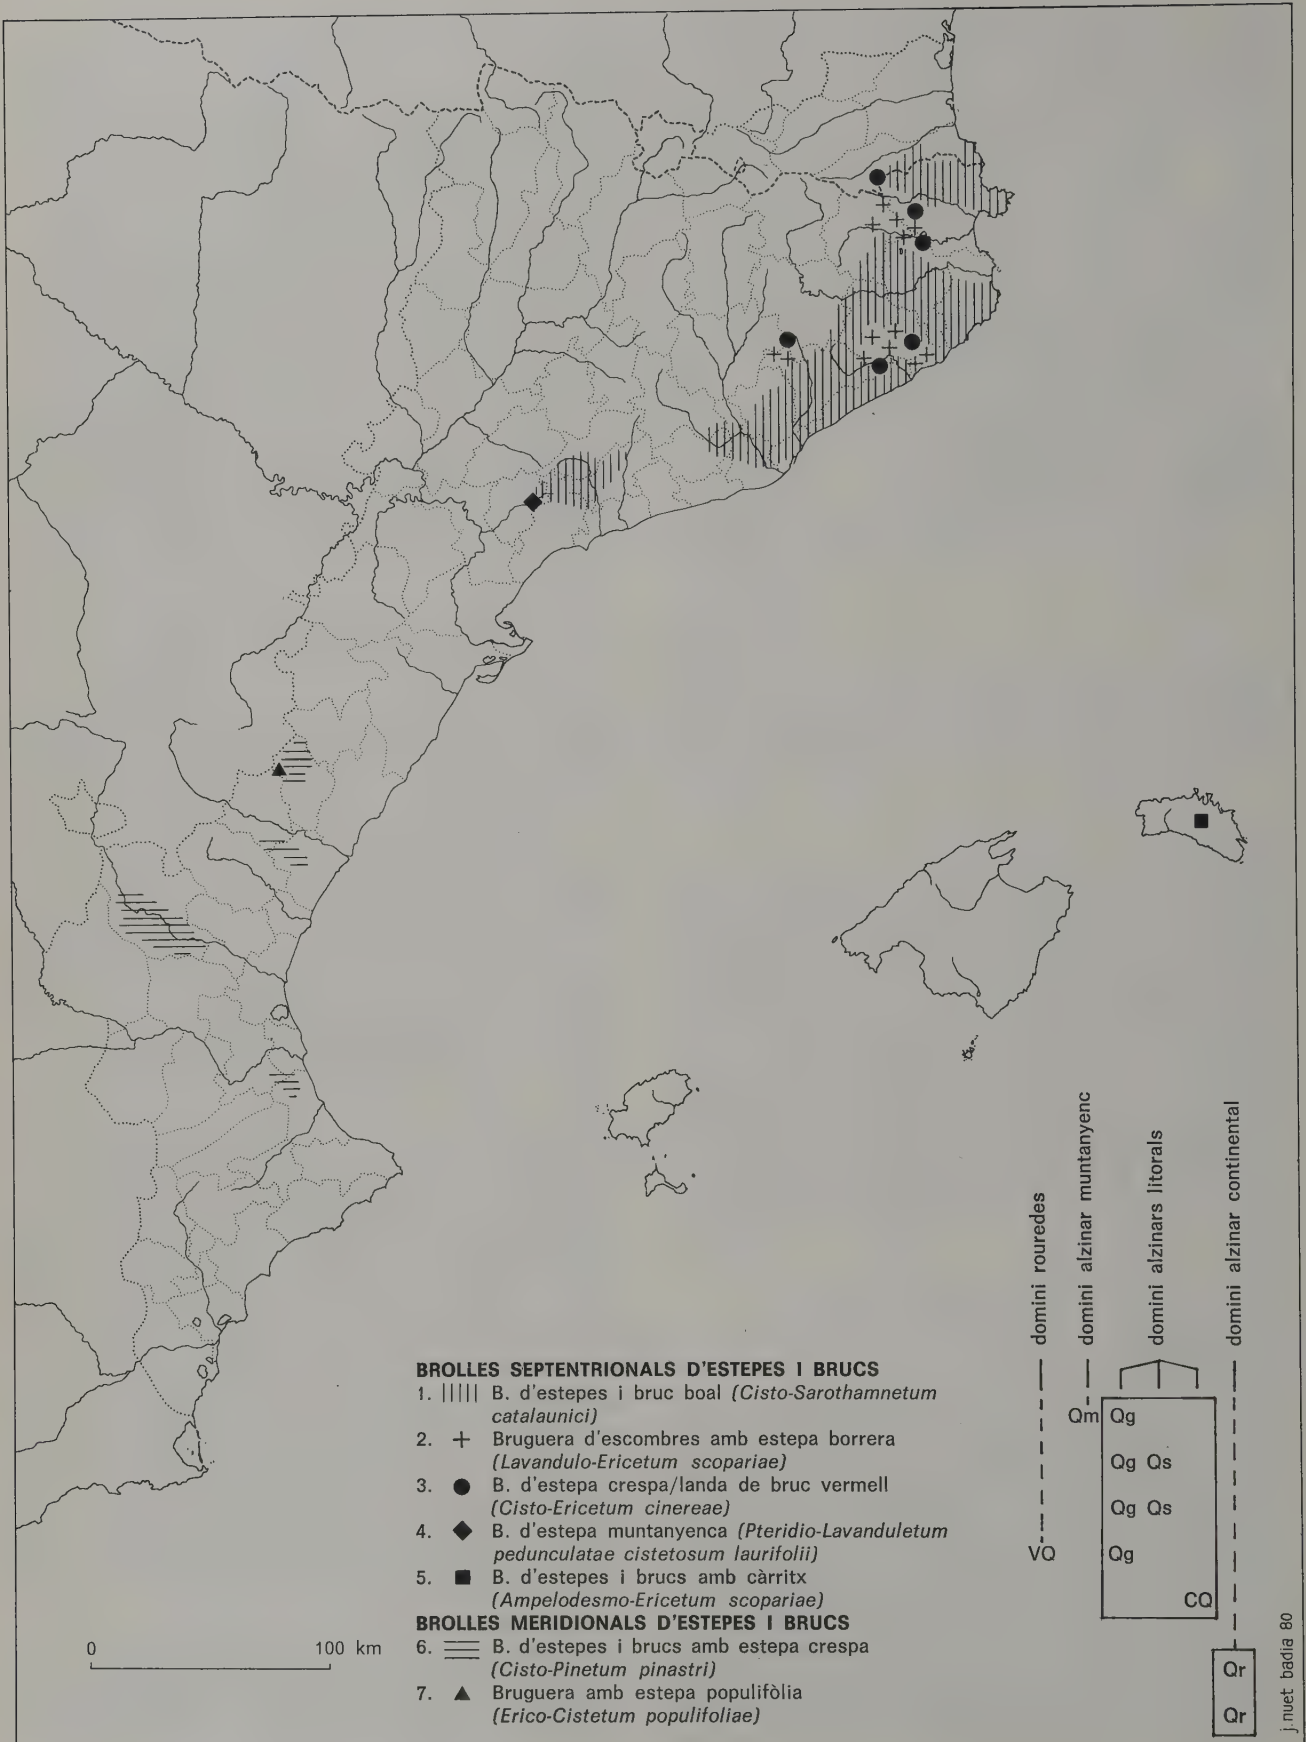 domini rouredes
domini alzinar muntanyenc
domini alzinars litorals
domini alzinar continental
BROLLES SEPTENTRIONALS D'ESTEPES I BRUCS
1. B. d'estepes i bruc boal (Cisto-Sarothamnetum
catalaunici)
Qm Qg
2. + Bruguera d'escombres amb estepa borrera
(Lavandulo-Ericetum scopariae)
Qg Qs
3. ● B. d'estepa crespa/landa de bruc vermell
(Cisto-Ericetum cinereae)
Qg Qs
4. ◆ B. d'estepa muntanyenca (Pteridio-Lavanduletum
pedunculatae cistetosum laurifolii)
VQ Qg
5. ■ B. d'estepes i brucs amb càrritx
(Ampelodesmo-Ericetum scopariae)
CQ
BROLLES MERIDIONALS D'ESTEPES I BRUCS
6. B. d'estepes i brucs amb estepa crespa
(Cisto-Pinetum pinastri)
Qr
7. ▲ Bruguera amb estepa populifòlia
(Erico-Cistetum populifoliae)
Qr
0 100 km
j.nuet badia 80